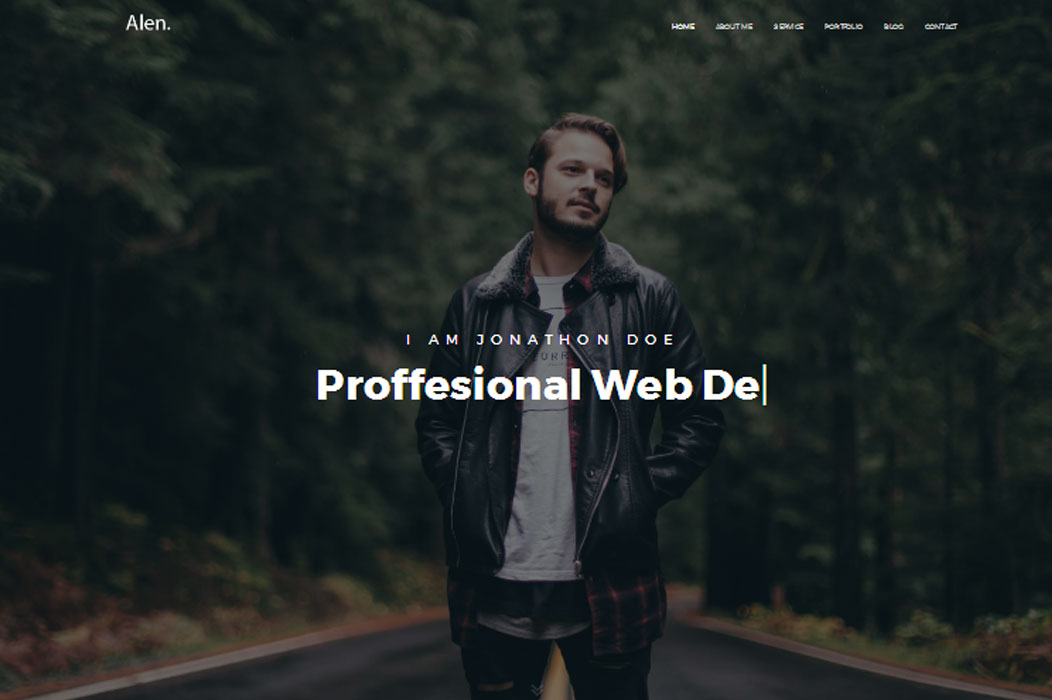 Alen.
HOME ABOUT ME SERVICE PORTFOLIO BLOG CONTACT
I AM JONATHON DOE
Proffesional Web De|